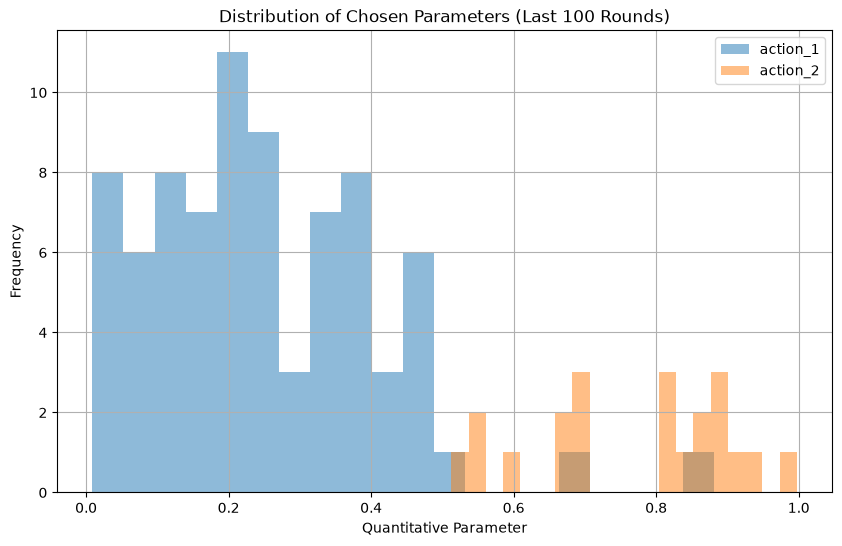 Distribution of Chosen Parameters (Last 100 Rounds)
action_1
action_2
Frequency
10
8
6
4
2
0
0.0 0.2 0.4 0.6 0.8 1.0
Quantitative Parameter